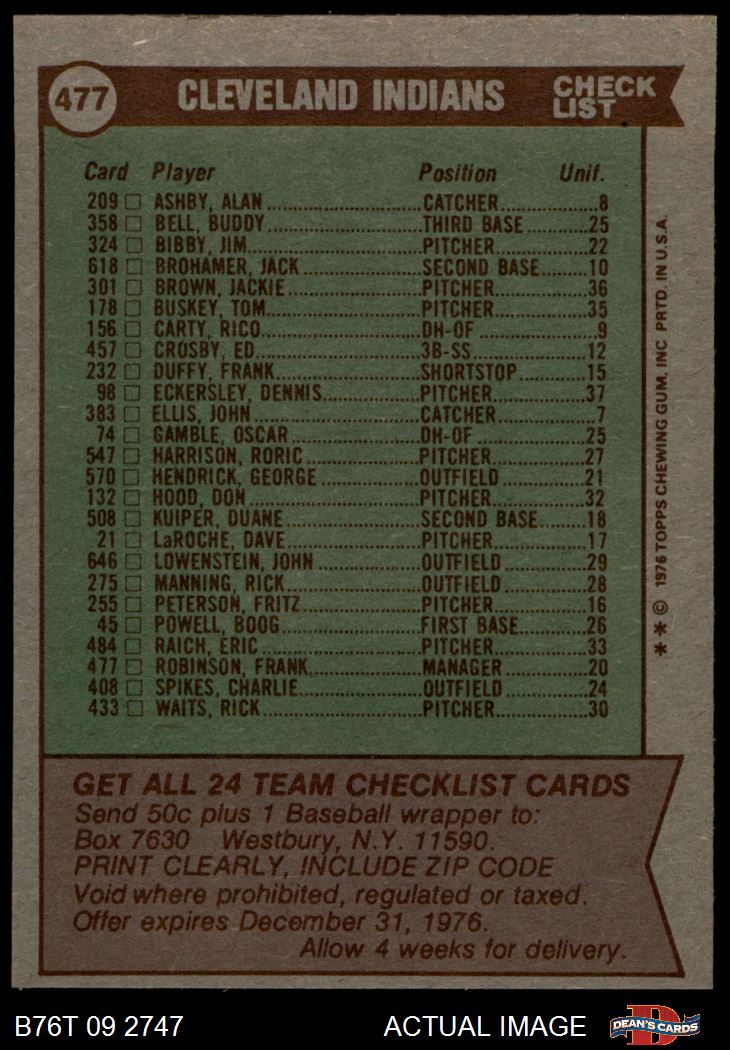 477 CLEVELAND INDIANS CHECK LIST
Card Player Position Unif.
209 ☐ ASHBY, ALAN CATCHER 8
358 ☐ BELL, BUDDY THIRD BASE 25
324 ☐ BIBBY, JIM PITCHER 22
618 ☐ BROHAMER, JACK SECOND BASE 10
301 ☐ BROWN, JACKIE PITCHER 36
178 ☐ BUSKEY, TOM PITCHER 35
156 ☐ CARTY, RICO DH-OF 9
457 ☐ CROSBY, ED 3B-SS 12
232 ☐ DUFFY, FRANK SHORTSTOP 15
98 ☐ ECKERSLEY, DENNIS PITCHER 37
383 ☐ ELLIS, JOHN CATCHER 7
74 ☐ GAMBLE, OSCAR DH-OF 25
547 ☐ HARRISON, RORIC PITCHER 27
570 ☐ HENDRICK, GEORGE OUTFIELD 21
132 ☐ HOOD, DON PITCHER 32
508 ☐ KUIPER, DUANE SECOND BASE 18
21 ☐ LaROCHE, DAVE PITCHER 17
646 ☐ LOWENSTEIN, JOHN OUTFIELD 29
275 ☐ MANNING, RICK OUTFIELD 28
255 ☐ PETERSON, FRITZ PITCHER 16
45 ☐ POWELL, BOOG FIRST BASE 26
484 ☐ RAICH, ERIC PITCHER 33
477 ☐ ROBINSON, FRANK MANAGER 20
408 ☐ SPIKES, CHARLIE OUTFIELD 24
433 ☐ WAITS, RICK PITCHER 30
** © 1976 TOPPS CHEWING GUM, INC PRTD. IN U.S.A.
GET ALL 24 TEAM CHECKLIST CARDS
Send 50c plus 1 Baseball wrapper to:
Box 7630 Westbury, N.Y. 11590.
PRINT CLEARLY, INCLUDE ZIP CODE
Void where prohibited, regulated or taxed.
Offer expires December 31, 1976.
Allow 4 weeks for delivery.
B76T 09 2747 ACTUAL IMAGE DEAN'S CARDS